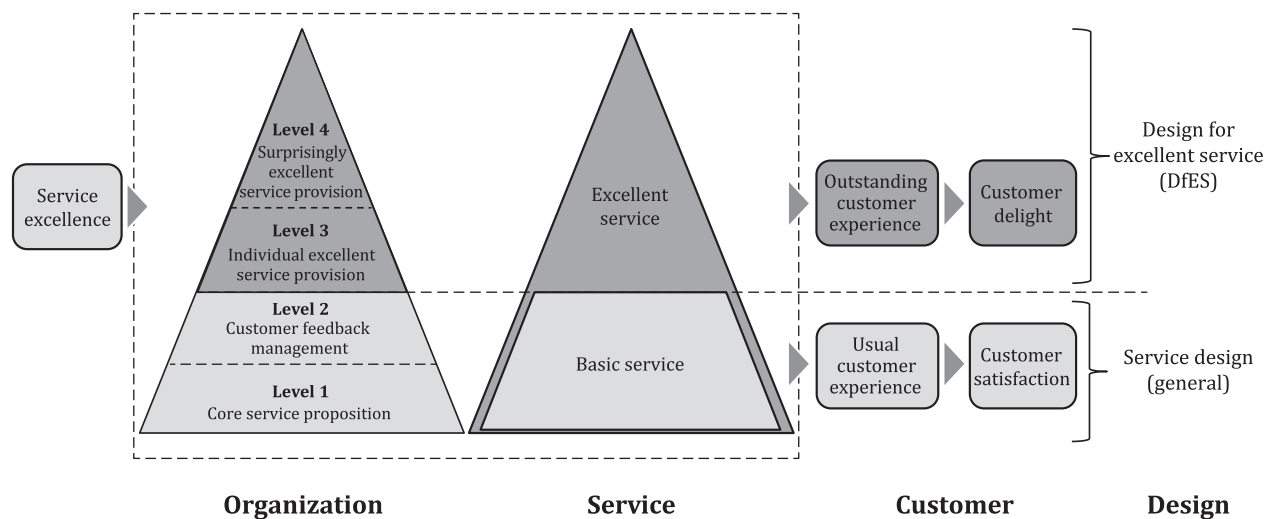 Service
excellence
Level 4
Surprisingly
excellent
service provision
Level 3
Individual excellent
service provision
Level 2
Customer feedback
management
Level 1
Core service proposition
Excellent
service
Basic service
Outstanding
customer
experience
Customer
delight
Usual
customer
experience
Customer
satisfaction
Design for
excellent service
(DfES)
Service design
(general)
Organization
Service
Customer
Design